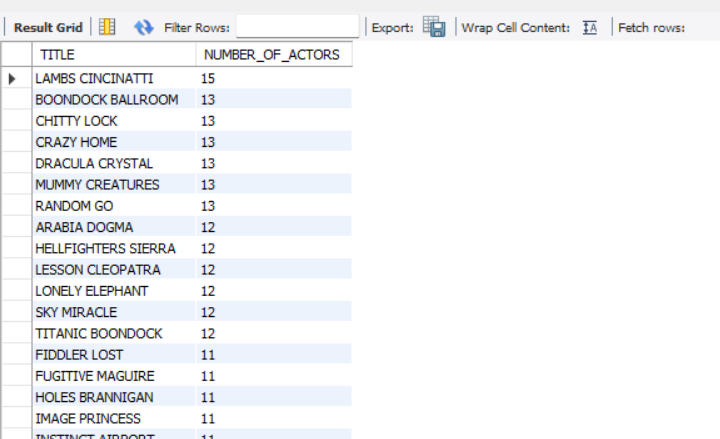 Result Grid Filter Rows: Export: Wrap Cell Content: IA Fetch rows:
TITLE NUMBER_OF_ACTORS
LAMBS CINCINATTI 15
BOONDOCK BALLROOM 13
CHITTY LOCK 13
CRAZY HOME 13
DRACULA CRYSTAL 13
MUMMY CREATURES 13
RANDOM GO 13
ARABIA DOGMA 12
HELLFIGHTERS SIERRA 12
LESSON CLEOPATRA 12
LONELY ELEPHANT 12
SKY MIRACLE 12
TITANIC BOONDOCK 12
FIDDLER LOST 11
FUGITIVE MAGUIRE 11
HOLES BRANNIGAN 11
IMAGE PRINCESS 11
INSTINCT AIRPORT 11